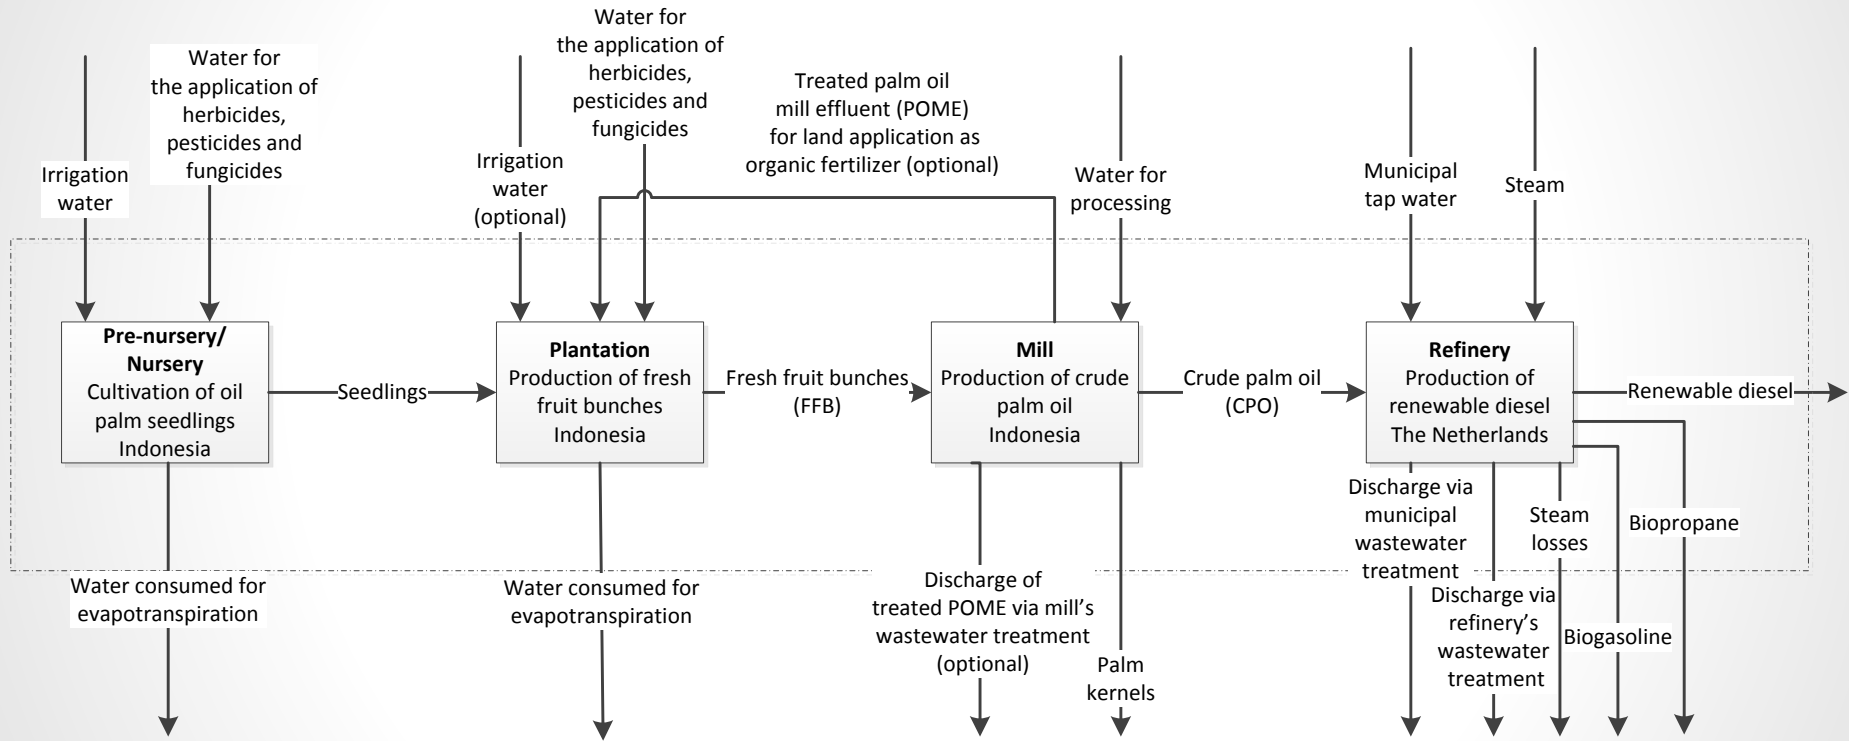 Water for
the application of
herbicides,
pesticides and
fungicides
Irrigation
water
Water for
the application of
herbicides,
pesticides and
fungicides
Irrigation
water
(optional)
Treated palm oil
mill effluent (POME)
for land application as
organic fertilizer (optional)
Water for
processing
Municipal
tap water
Steam
Pre-nursery/
Nursery
Cultivation of oil
palm seedlings
Indonesia
Seedlings
Plantation
Production of fresh
fruit bunches
Indonesia
Fresh fruit bunches
(FFB)
Mill
Production of crude
palm oil
Indonesia
Crude palm oil
(CPO)
Refinery
Production of
renewable diesel
The Netherlands
Renewable diesel
Water consumed for
evapotranspiration
Water consumed for
evapotranspiration
Discharge of
treated POME via mill's
wastewater treatment
(optional)
Palm
kernels
Discharge via
municipal
wastewater
treatment
Discharge via
refinery's
wastewater
treatment
Steam
losses
Biogasoline
Biopropane